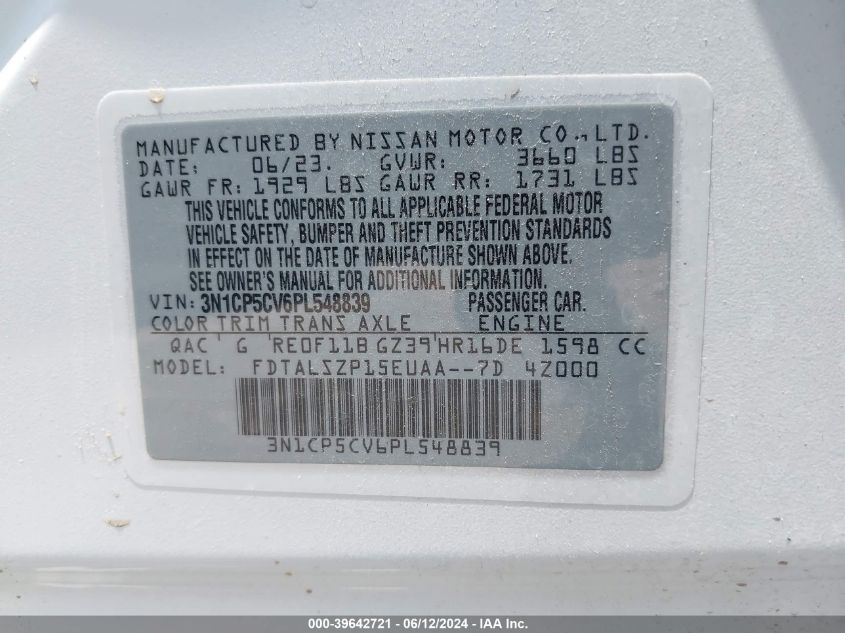 MANUFACTURED BY NISSAN MOTOR CO., LTD.
DATE: 06/23. GVWR: 3660 LBS
GAWR FR: 1929 LBS GAWR RR: 1731 LBS
THIS VEHICLE CONFORMS TO ALL APPLICABLE FEDERAL MOTOR
VEHICLE SAFETY, BUMPER AND THEFT PREVENTION STANDARDS
IN EFFECT ON THE DATE OF MANUFACTURE SHOWN ABOVE.
SEE OWNER'S MANUAL FOR ADDITIONAL INFORMATION.
VIN: 3N1CP5CV6PL548839 PASSENGER CAR.
COLOR TRIM TRANS AXLE ENGINE
QAC G RE0F11B GZ39 HR16DE 1598 CC
MODEL: FDTALSZP15EUAA--7D 4Z000
3N1CP5CV6PL548839
000-39642721 - 06/12/2024 - IAA Inc.